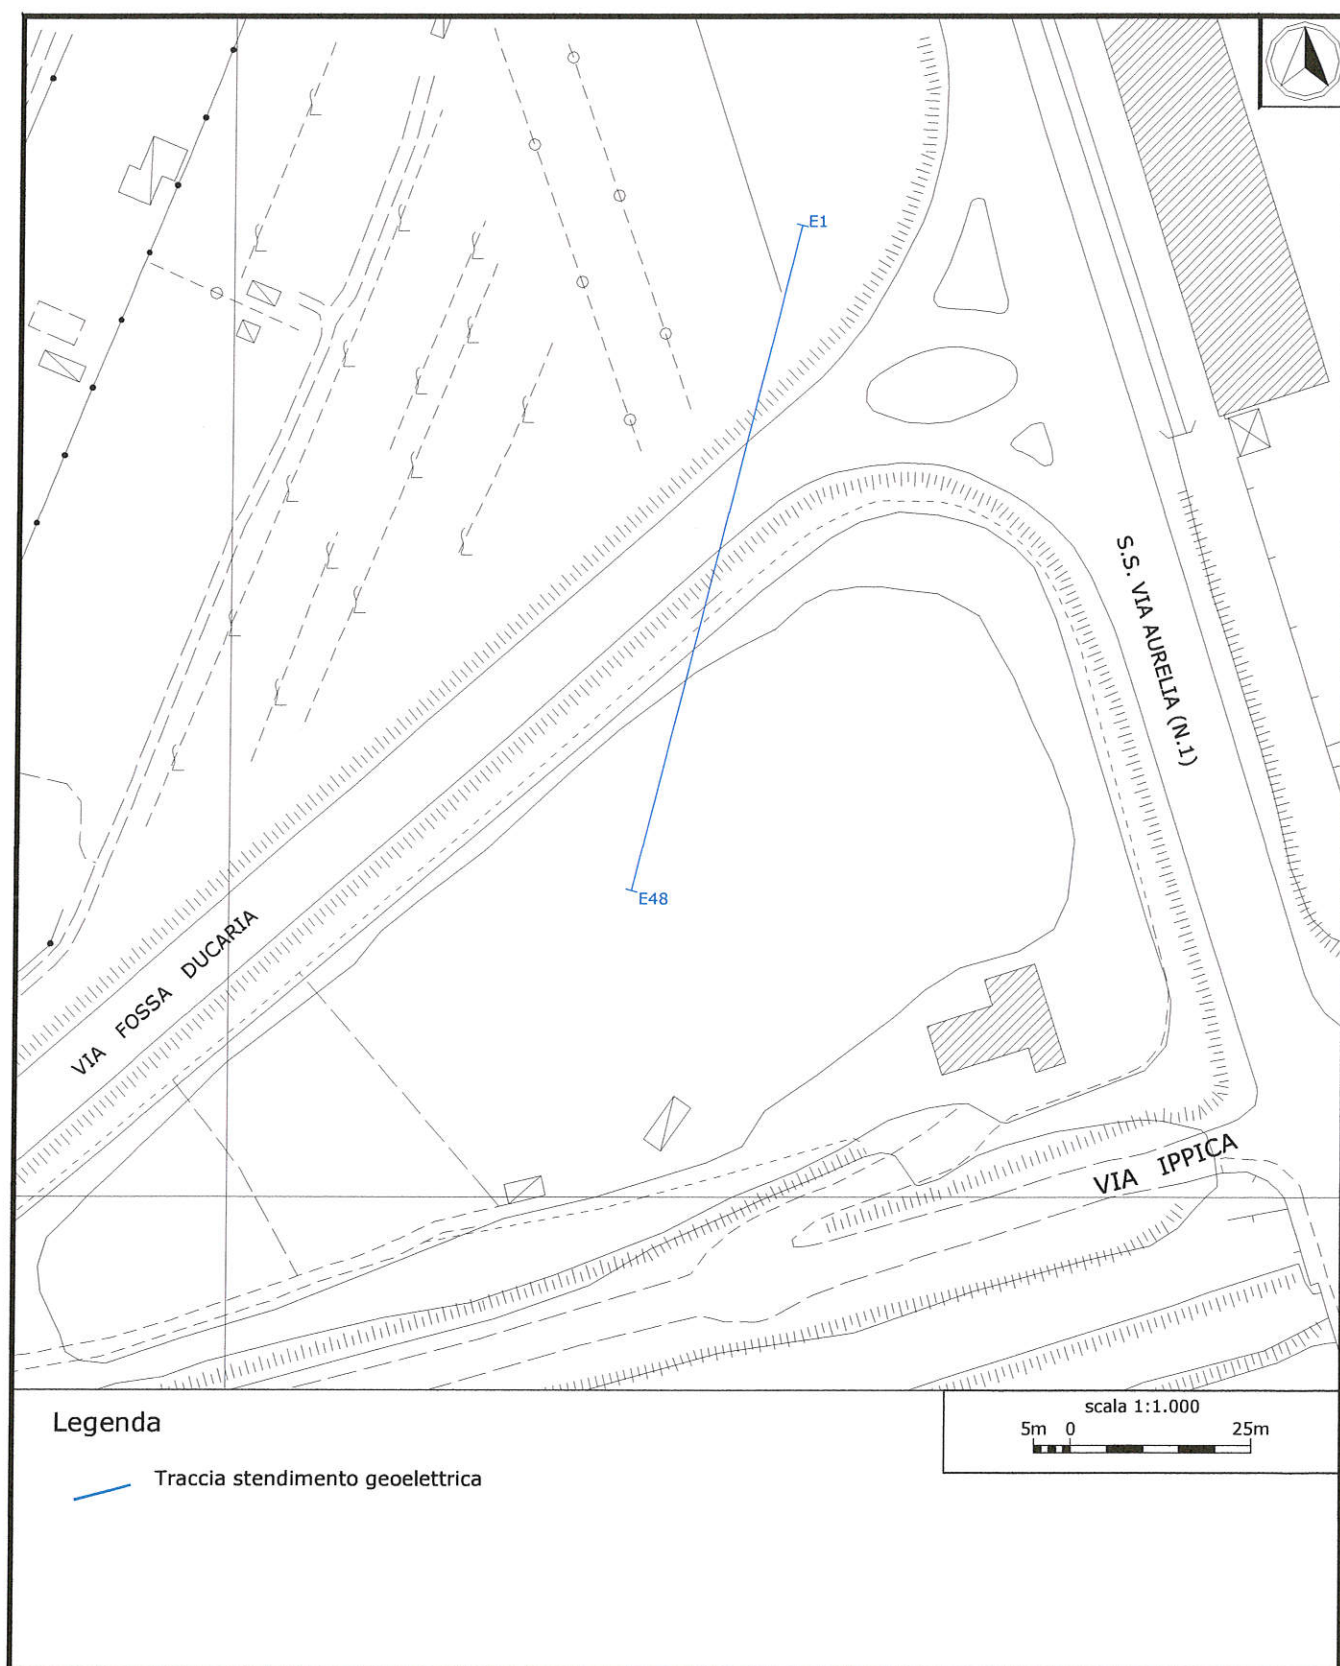 E1
S.S. VIA AURELIA (N.1)
E48
VIA FOSSA DUCARIA
VIA IPPICA
Legenda
Traccia stendimento geoelettrica
scala 1:1.000
5m 0 25m